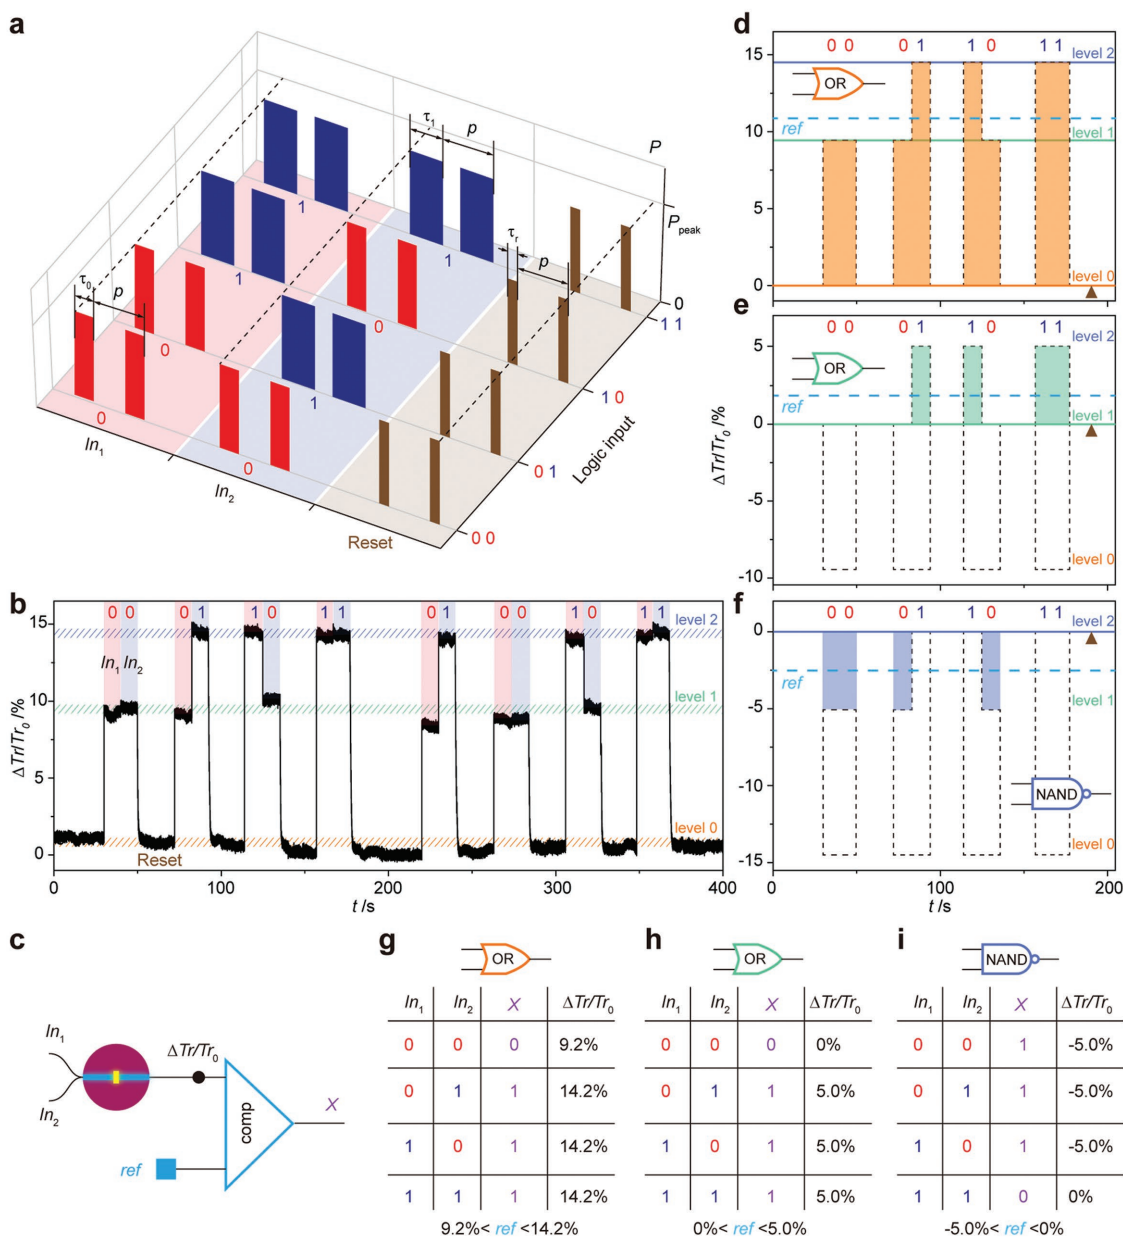 a
τ1
p
P
Ppeak
τr
p
τ0
p
1
1
1
0
0
0
1
0
0
1 1
1 0
0 1
0 0
In1
In2
Reset
Logic input
b
0 0
0 1
1 0
1 1
0 1
0 0
1 0
1 1
level 2
In1 In2
level 1
level 0
Reset
ΔTr/Tr0 /%
15
10
5
0
0
100
200
300
400
t /s
c
In1
In2
ΔTr/Tr0
comp
X
ref
d
15
10
5
0
0 0
0 1
1 0
1 1
level 2
OR
ref
level 1
level 0
e
5
0
-5
-10
ΔTr/Tr0 /%
0 0
0 1
1 0
1 1
level 2
OR
ref
level 1
level 0
f
0
-5
-10
-15
0 0
0 1
1 0
1 1
level 2
ref
level 1
NAND
level 0
0
100
200
t /s
g
OR
In1 In2 X ΔTr/Tr0
0 0 0 9.2%
0 1 1 14.2%
1 0 1 14.2%
1 1 1 14.2%
9.2%< ref <14.2%
h
OR
In1 In2 X ΔTr/Tr0
0 0 0 0%
0 1 1 5.0%
1 0 1 5.0%
1 1 1 5.0%
0%< ref <5.0%
i
NAND
In1 In2 X ΔTr/Tr0
0 0 1 -5.0%
0 1 1 -5.0%
1 0 1 -5.0%
1 1 0 0%
-5.0%< ref <0%